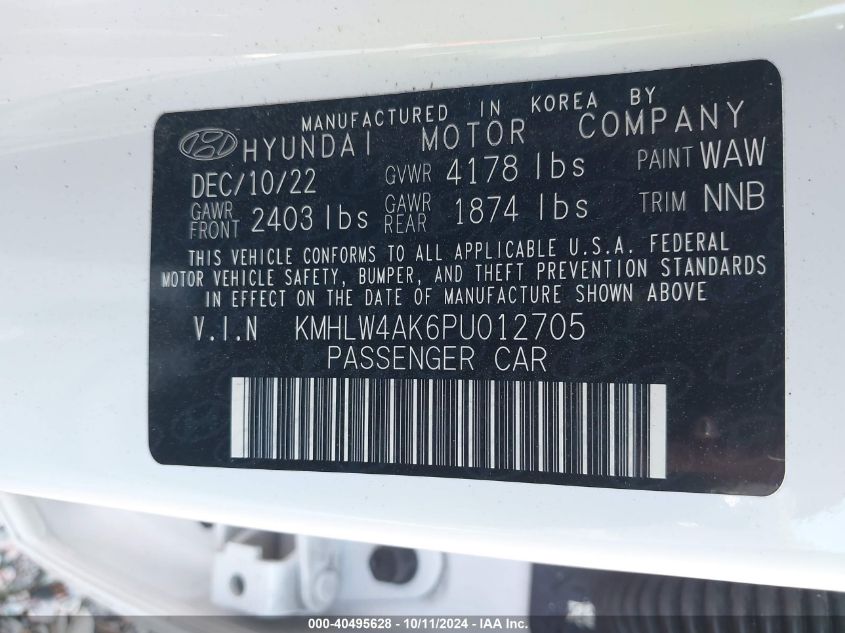 MANUFACTURED IN KOREA BY
HYUNDAI MOTOR COMPANY
DEC/10/22 GVWR 4178 lbs PAINT WAW
GAWR FRONT 2403 lbs GAWR REAR 1874 lbs TRIM NNB
THIS VEHICLE CONFORMS TO ALL APPLICABLE U.S.A. FEDERAL
MOTOR VEHICLE SAFETY, BUMPER, AND THEFT PREVENTION STANDARDS
IN EFFECT ON THE DATE OF MANUFACTURE SHOWN ABOVE
V.I.N KMHLW4AK6PU012705
PASSENGER CAR
000-40495628 - 10/11/2024 - IAA Inc.